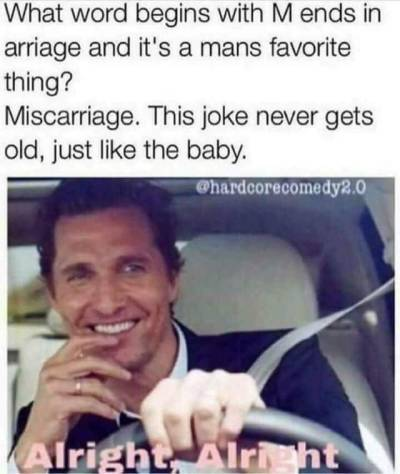 What word begins with M ends in
arriage and it's a mans favorite
thing?
Miscarriage. This joke never gets
old, just like the baby.
@hardcorecomedy2.0
Alright, Alright